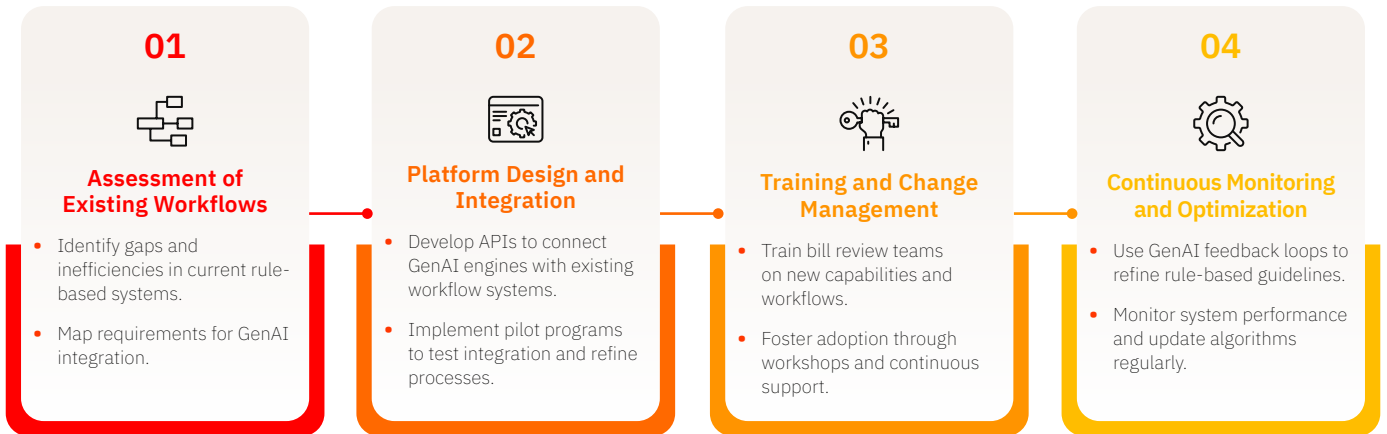 01
Assessment of
Existing Workflows
Identify gaps and
inefficiencies in current rule-
based systems.
Map requirements for GenAI
integration.
02
Platform Design and
Integration
Develop APIs to connect
GenAI engines with existing
workflow systems.
Implement pilot programs
to test integration and refine
processes.
03
Training and Change
Management
Train bill review teams
on new capabilities and
workflows.
Foster adoption through
workshops and continuous
support.
04
Continuous Monitoring
and Optimization
Use GenAI feedback loops to
refine rule-based guidelines.
Monitor system performance
and update algorithms
regularly.